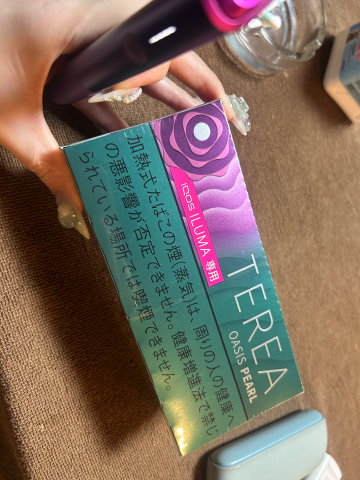 加熱式たばこの煙(蒸気)は、周りの人の健康へ
の悪影響が否定できません。健康増進法で禁じ
られている場所では喫煙できません。
IQOS ILUMA 専用
TEREA
OASIS PEARL